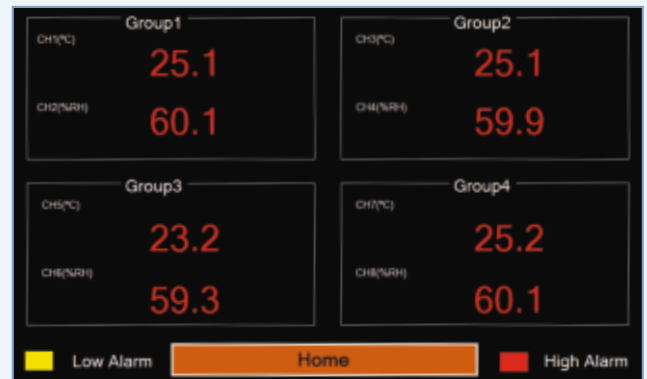 Group1
CH1(℃)
25.1
CH2(%RH)
60.1
Group2
CH3(℃)
25.1
CH4(%RH)
59.9
Group3
CH5(℃)
23.2
CH6(%RH)
59.3
Group4
CH7(℃)
25.2
CH8(%RH)
60.1
Low Alarm
Home
High Alarm